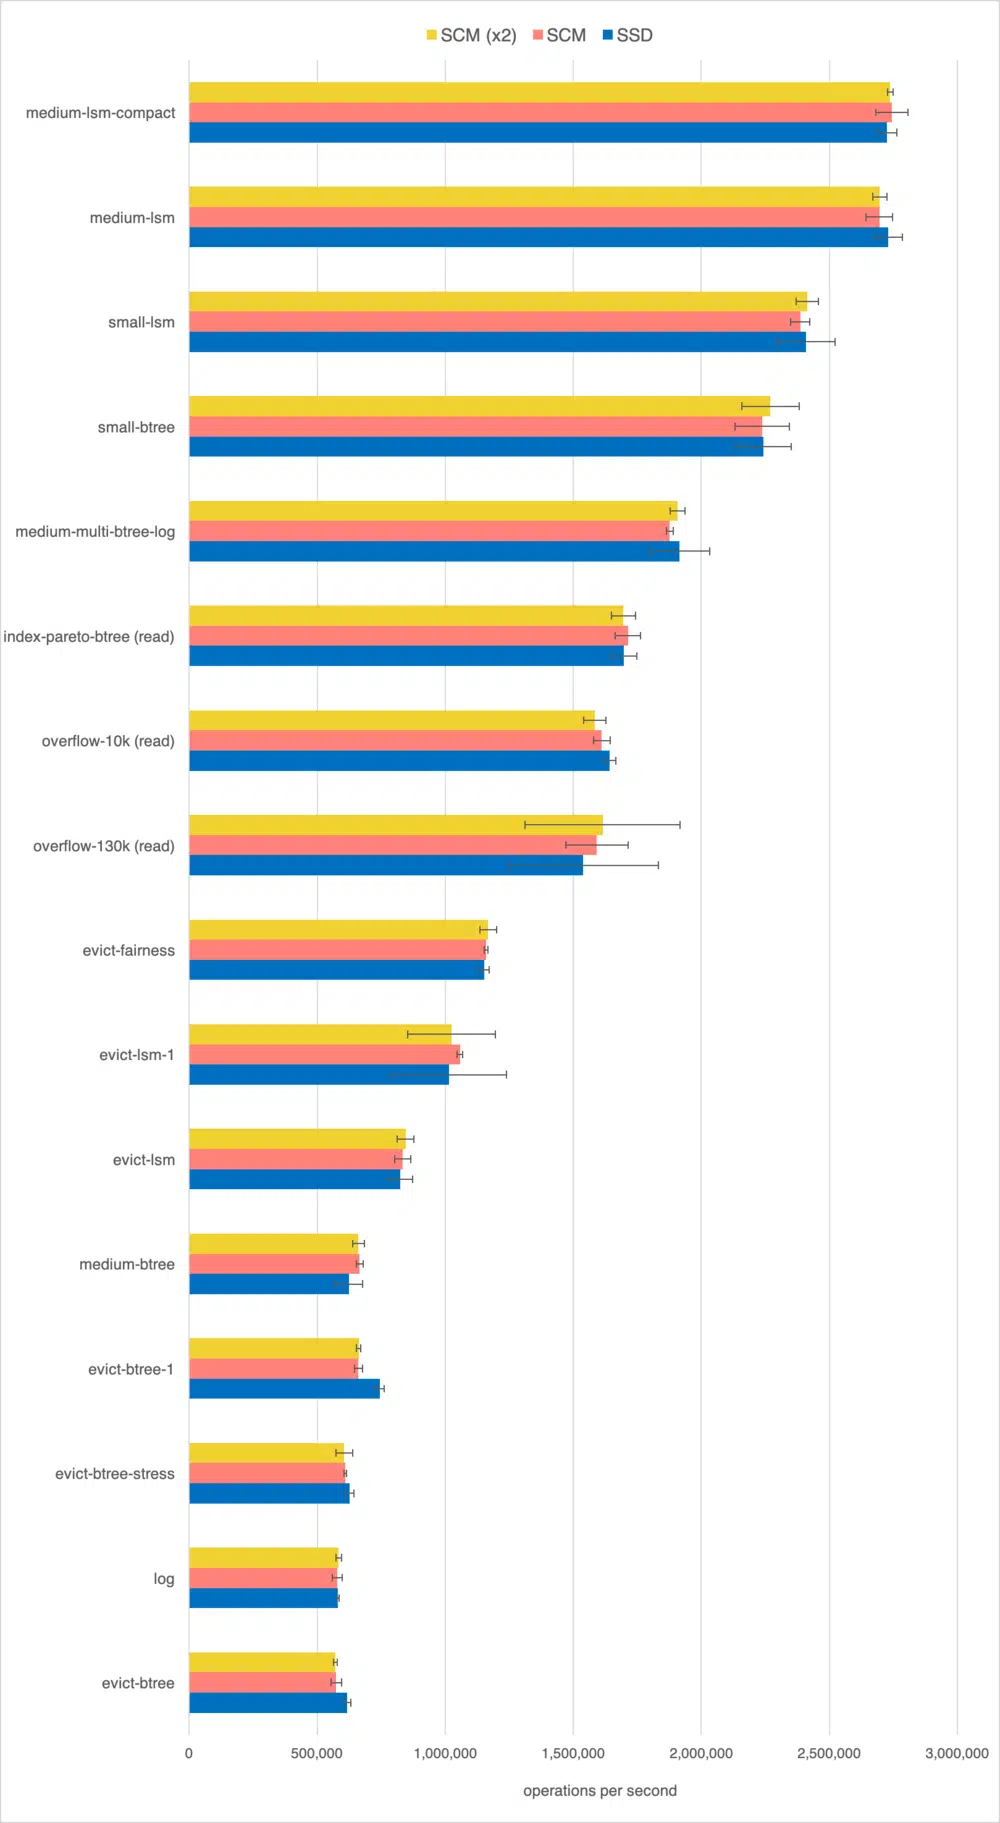 SCM (x2) SCM SSD
medium-lsm-compact
medium-lsm
small-lsm
small-btree
medium-multi-btree-log
index-pareto-btree (read)
overflow-10k (read)
overflow-130k (read)
evict-fairness
evict-lsm-1
evict-lsm
medium-btree
evict-btree-1
evict-btree-stress
log
evict-btree
0 500,000 1,000,000 1,500,000 2,000,000 2,500,000 3,000,000
operations per second